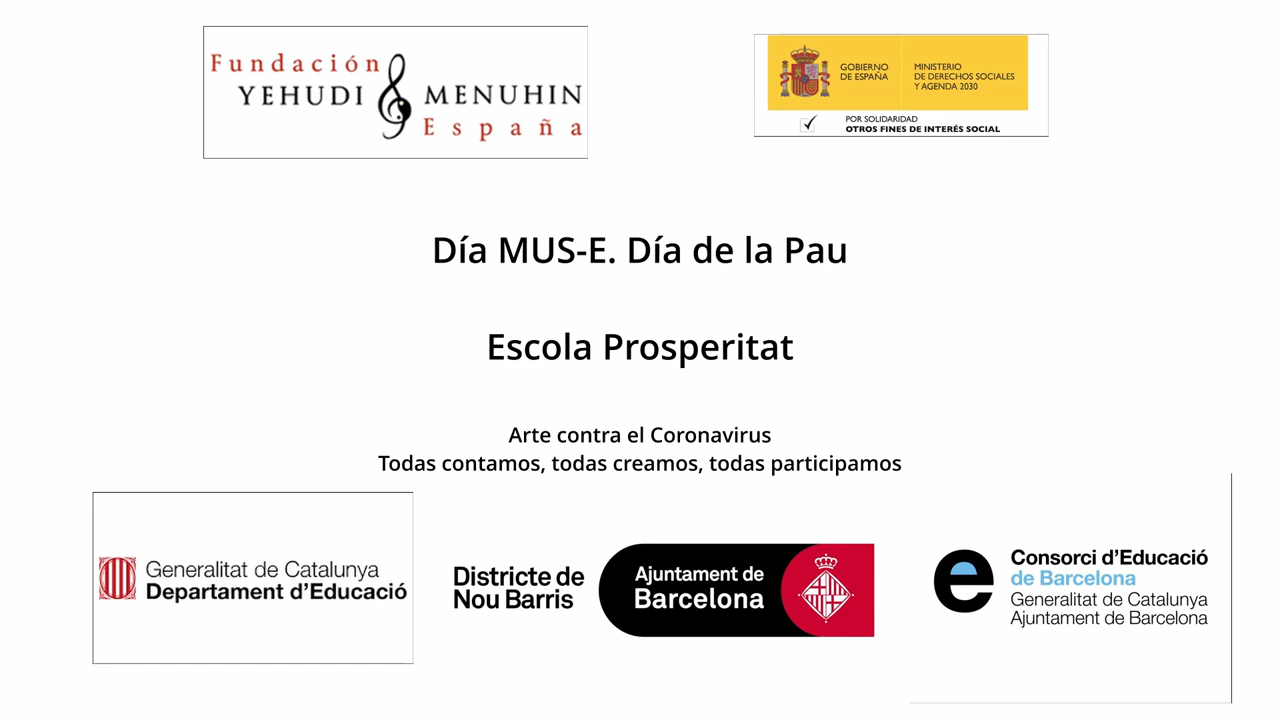 Fundación
YEHUDI MENUHIN
España
GOBIERNO
DE ESPAÑA
MINISTERIO
DE DERECHOS SOCIALES
Y AGENDA 2030
POR SOLIDARIDAD
OTROS FINES DE INTERÉS SOCIAL
Día MUS-E. Día de la Pau
Escola Prosperitat
Arte contra el Coronavirus
Todas contamos, todas creamos, todas participamos
Generalitat de Catalunya
Departament d'Educació
Districte de
Nou Barris
Ajuntament de
Barcelona
Consorci d'Educació
de Barcelona
Generalitat de Catalunya
Ajuntament de Barcelona